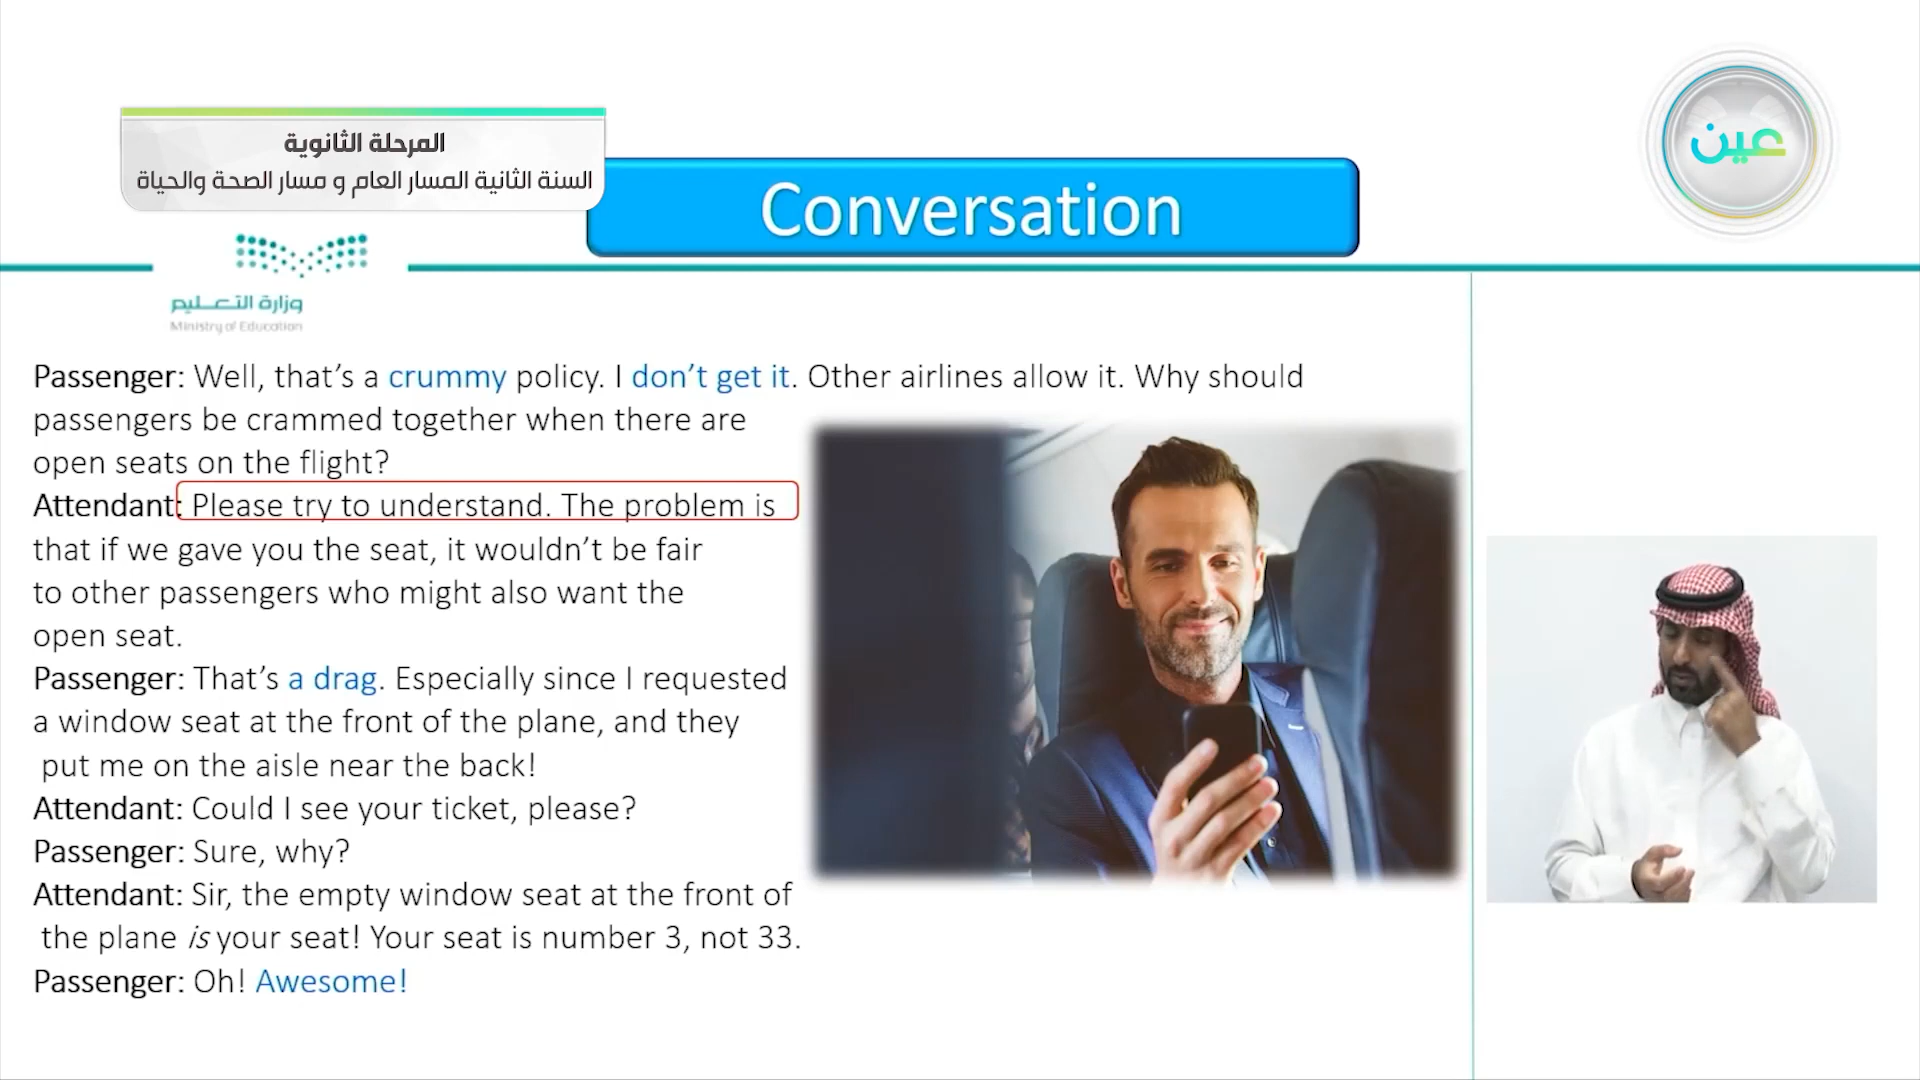 المرحلة الثانوية
السنة الثانية المسار العام و مسار الصحة والحياة
عين
Conversation
وزارة التعليم
Ministry of Education
Passenger: Well, that’s a crummy policy. I don’t get it. Other airlines allow it. Why should
passengers be crammed together when there are
open seats on the flight?
Attendant: Please try to understand. The problem is
that if we gave you the seat, it wouldn’t be fair
to other passengers who might also want the
open seat.
Passenger: That’s a drag. Especially since I requested
a window seat at the front of the plane, and they
put me on the aisle near the back!
Attendant: Could I see your ticket, please?
Passenger: Sure, why?
Attendant: Sir, the empty window seat at the front of
the plane is your seat! Your seat is number 3, not 33.
Passenger: Oh! Awesome!